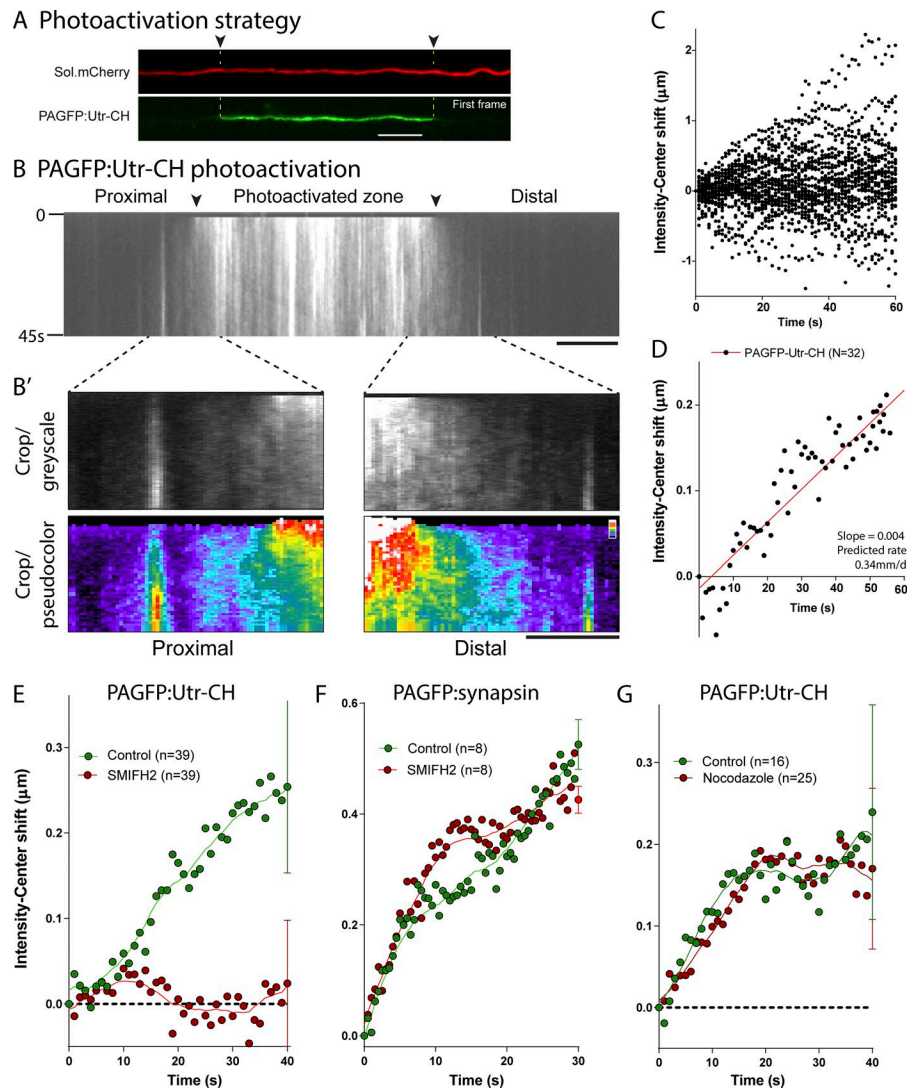 A Photoactivation strategy
Sol.mCherry
PAGFP:Utr-CH
First frame
B PAGFP:Utr-CH photoactivation
Proximal Photoactivated zone Distal
0
45s
B'
Crop/
greyscale
Crop/
pseudocolor
Proximal Distal
C
Intensity-Center shift (μm)
2
1
0
-1
0 20 40 60
Time (s)
D
PAGFP-Utr-CH (N=32)
Intensity-Center shift (μm)
0.2
0.1
0.0
10 20 30 40 50 60
Slope = 0.004
Predicted rate
0.34mm/d
Time (s)
E PAGFP:Utr-CH
Control (n=39)
SMIFH2 (n=39)
Intensity-Center shift (μm)
0.3
0.2
0.1
0.0
0 10 20 30 40
Time (s)
F PAGFP:synapsin
Control (n=8)
SMIFH2 (n=8)
0.6
0.4
0.2
0.0
0 10 20 30
Time (s)
G PAGFP:Utr-CH
Control (n=16)
Nocodazole (n=25)
0.3
0.2
0.1
0.0
0 10 20 30 40
Time (s)